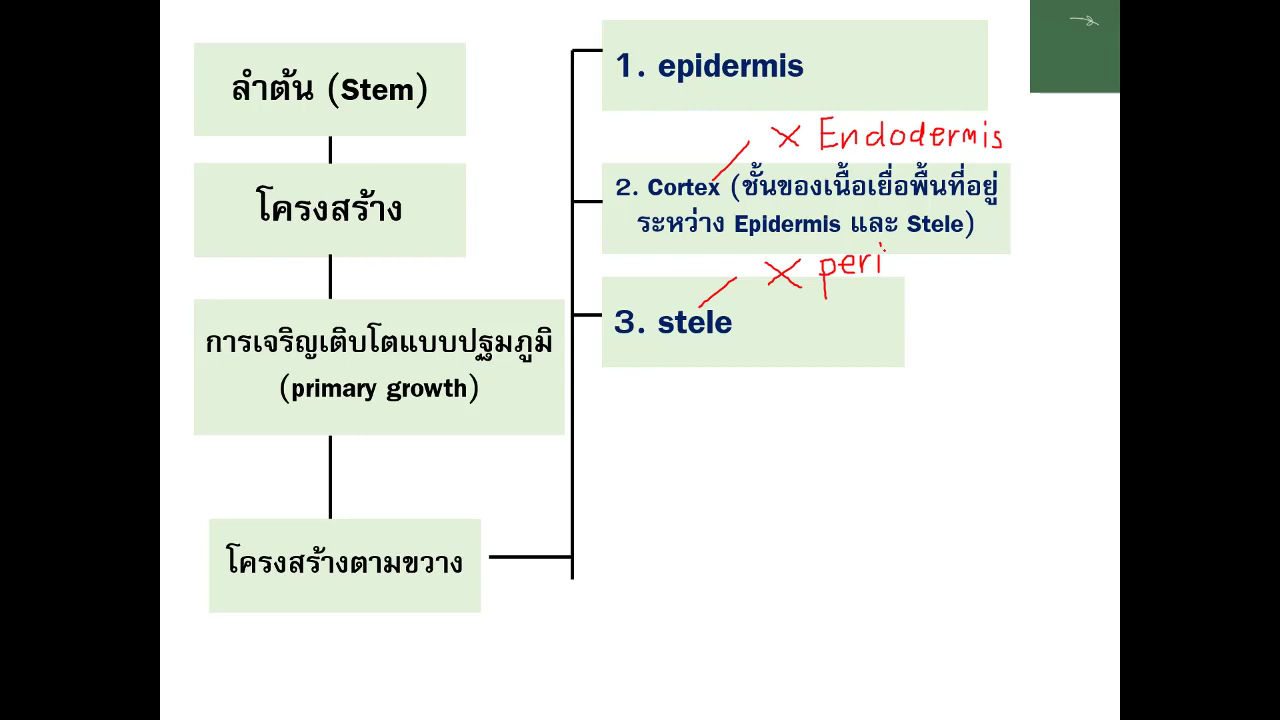 ลำต้น (Stem)
โครงสร้าง
การเจริญเติบโตแบบปฐมภูมิ
(primary growth)
โครงสร้างตามขวาง
1. epidermis
× Endodermis
2. Cortex (ชั้นของเนื้อเยื่อพื้นที่อยู่
ระหว่าง Epidermis และ Stele)
× peri
3. stele